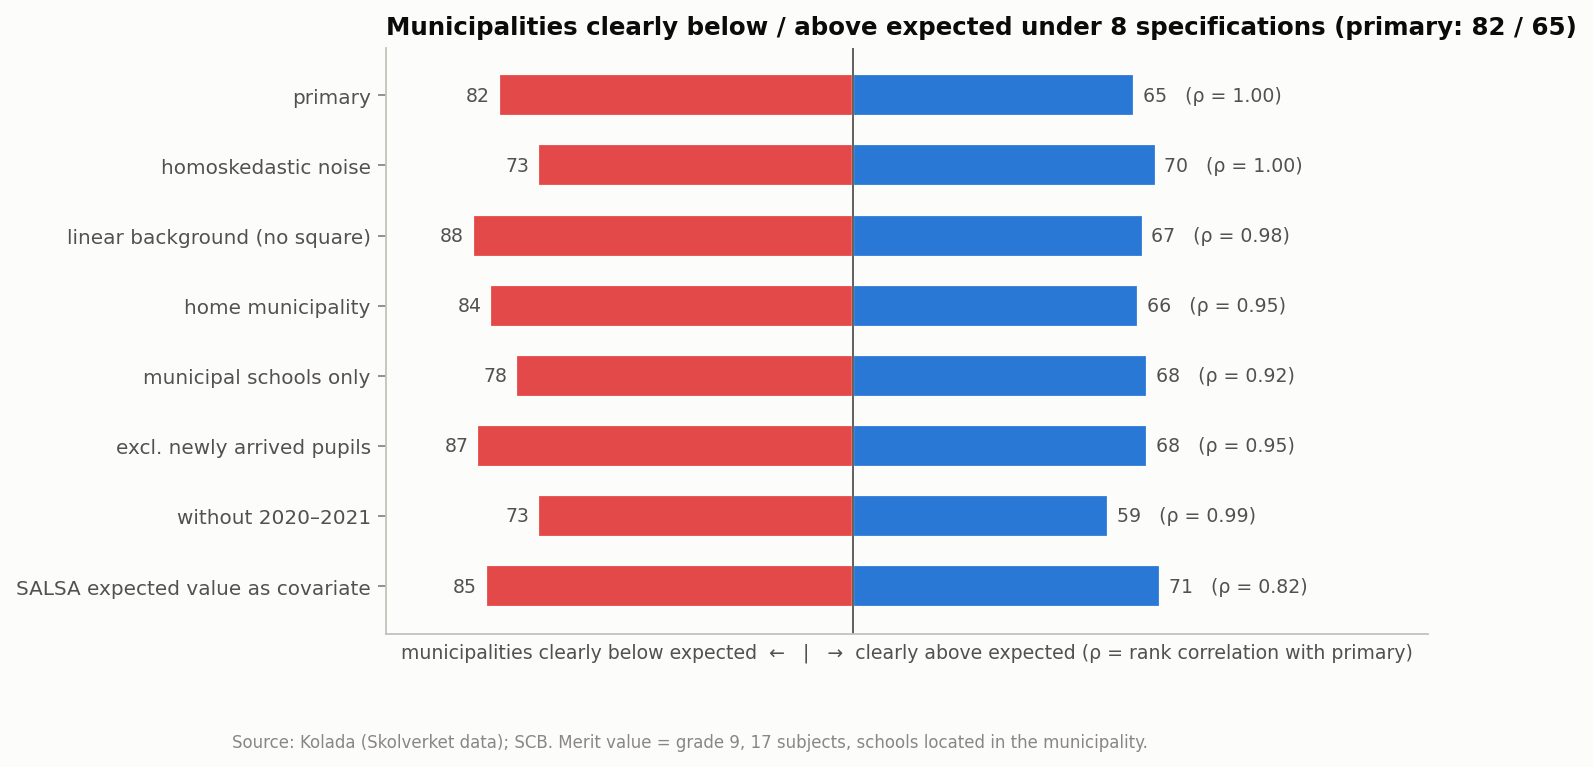 Municipalities clearly below / above expected under 8 specifications (primary: 82 / 65)
primary 82 65 (ρ = 1.00)
homoskedastic noise 73 70 (ρ = 1.00)
linear background (no square) 88 67 (ρ = 0.98)
home municipality 84 66 (ρ = 0.95)
municipal schools only 78 68 (ρ = 0.92)
excl. newly arrived pupils 87 68 (ρ = 0.95)
without 2020–2021 73 59 (ρ = 0.99)
SALSA expected value as covariate 85 71 (ρ = 0.82)
municipalities clearly below expected ← | → clearly above expected (ρ = rank correlation with primary)
Source: Kolada (Skolverket data); SCB. Merit value = grade 9, 17 subjects, schools located in the municipality.